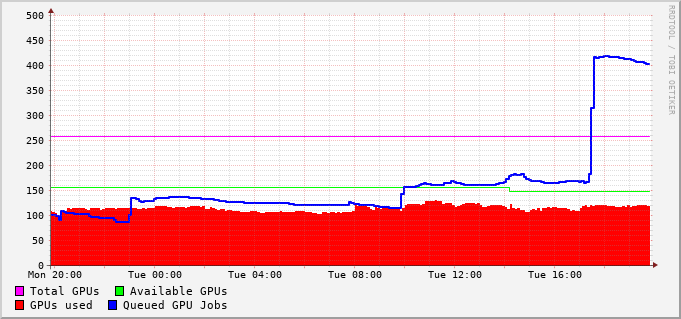 500
450
400
350
300
250
200
150
100
50
0
Mon 20:00 Tue 00:00 Tue 04:00 Tue 08:00 Tue 12:00 Tue 16:00
Total GPUs Available GPUs
GPUs used Queued GPU Jobs
RRDTOOL / TOBI OETIKER